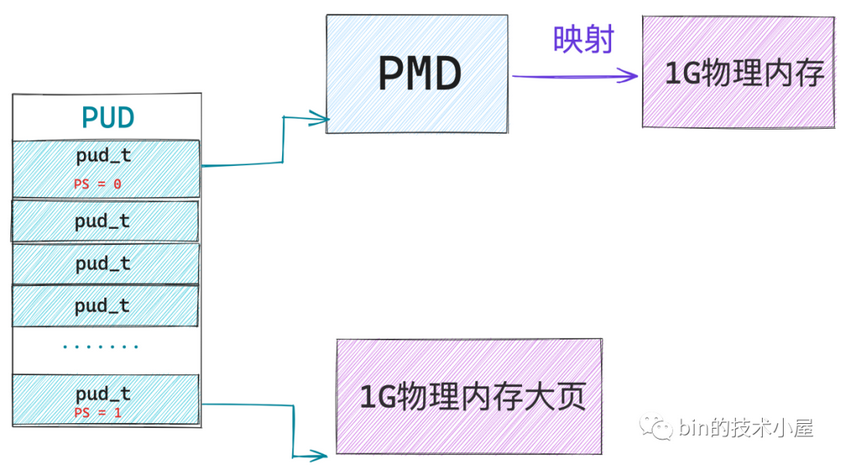 PUD
pud_t
PS = 0
pud_t
pud_t
pud_t
.......
pud_t
PS = 1
PMD
映射
1G物理内存
1G物理内存大页
bin的技术小屋